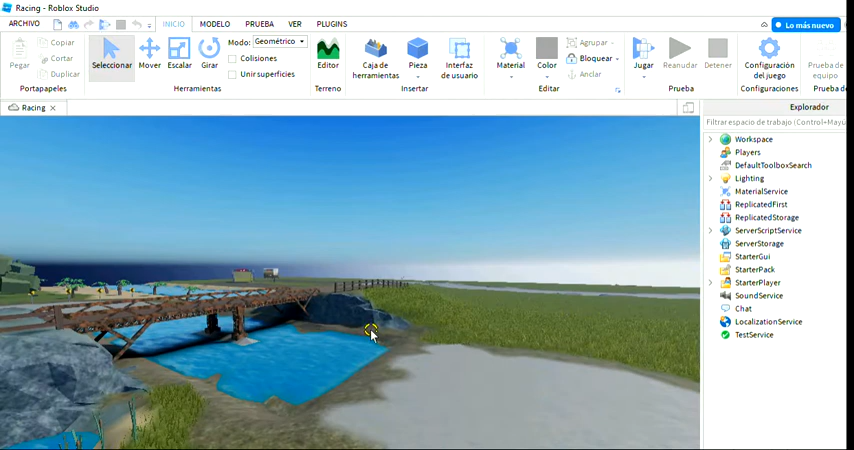 Racing - Roblox Studio
ARCHIVO INICIO MODELO PRUEBA VER PLUGINS Lo más nuevo
Pegar Copiar Cortar Duplicar Portapapeles
Seleccionar Mover Escalar Girar Modo: Geométrico Colisiones Unir superficies Herramientas
Editor Terreno
Caja de herramientas Pieza Interfaz de usuario Insertar
Material Color Agrupar Bloquear Anclar Editar
Jugar Reanudar Detener Prueba
Configuración del juego Configuraciones
Prueba de equipo Prueba de
Racing
Explorador
Filtrar espacio de trabajo (Control+Mayú
Workspace
Players
DefaultToolboxSearch
Lighting
MaterialService
ReplicatedFirst
ReplicatedStorage
ServerScriptService
ServerStorage
StarterGui
StarterPack
StarterPlayer
SoundService
Chat
LocalizationService
TestService